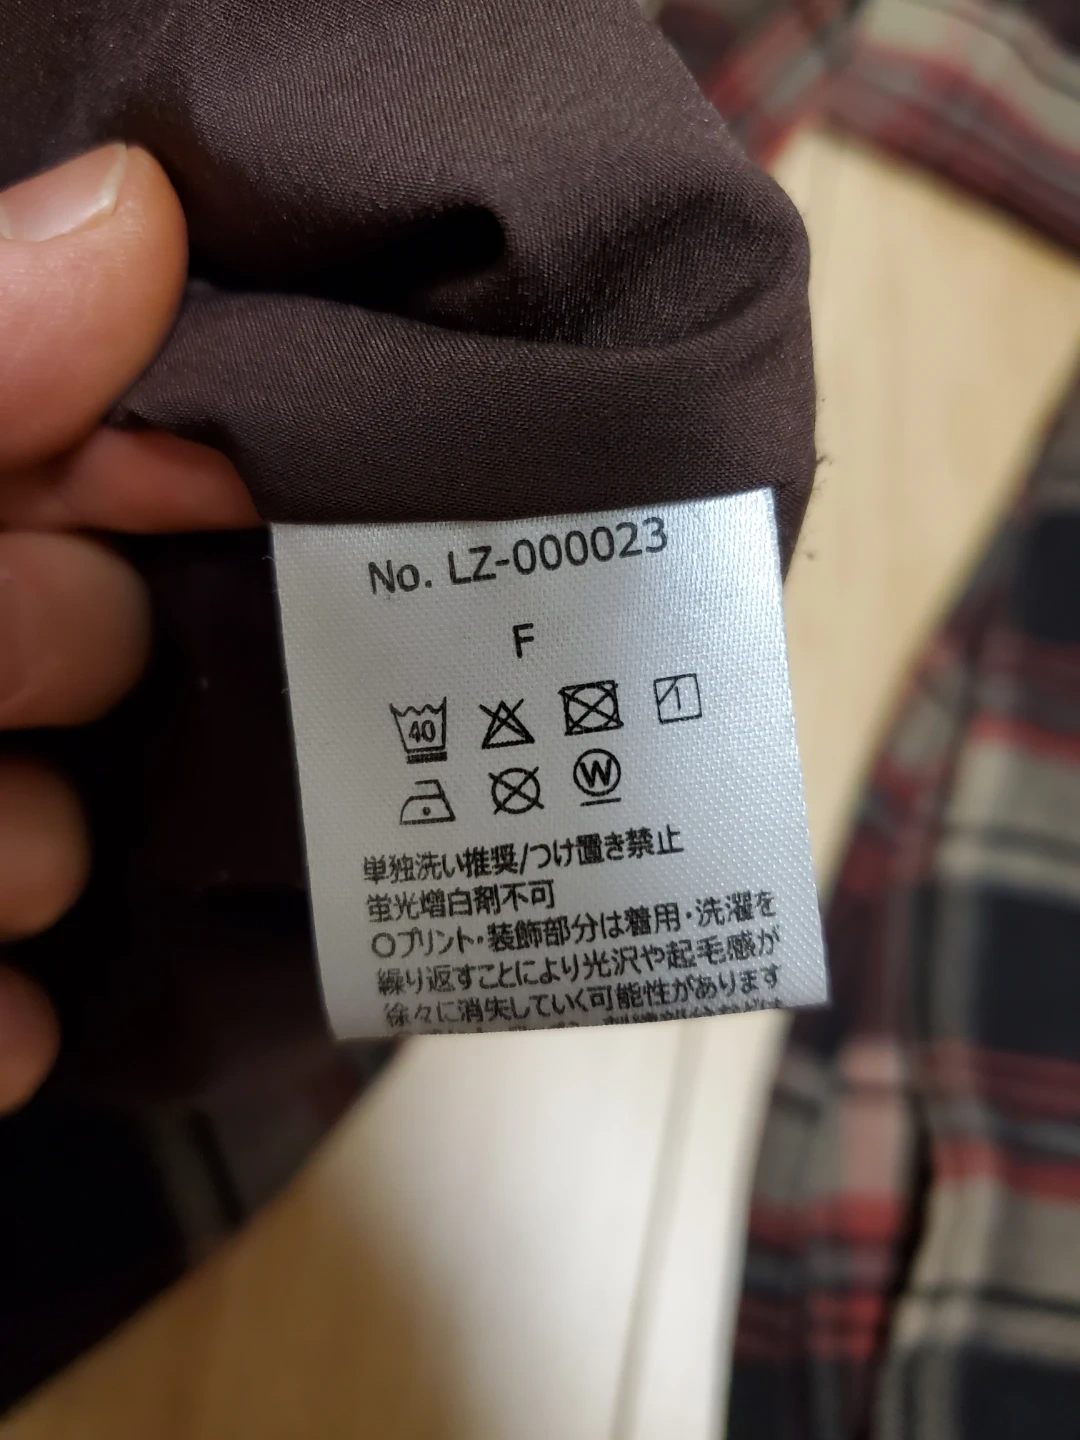 No. LZ-000023
F
40
W
単独洗い推奨/つけ置き禁止
蛍光増白剤不可
○プリント・装飾部分は着用・洗濯を
繰り返すことにより光沢や起毛感が
徐々に消失していく可能性があります